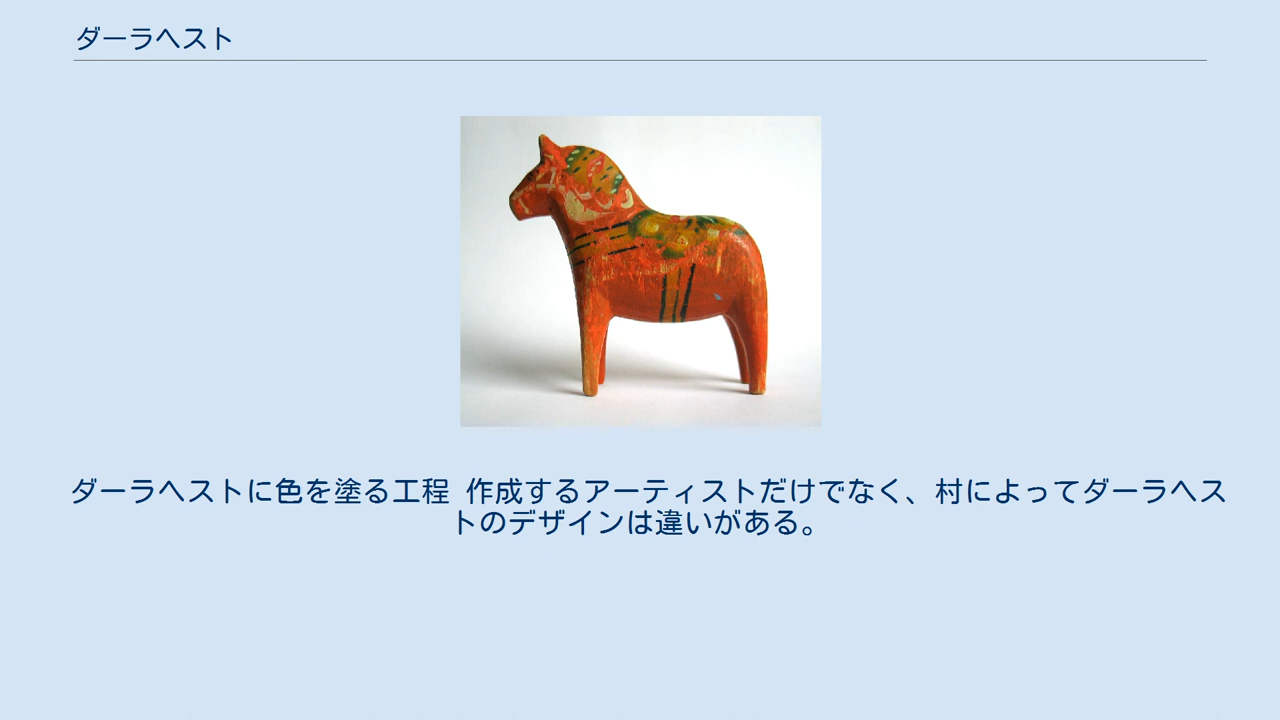 ダーラヘスト
ダーラヘストに色を塗る工程 作成するアーティストだけでなく、村によってダーラヘス
トのデザインは違いがある。